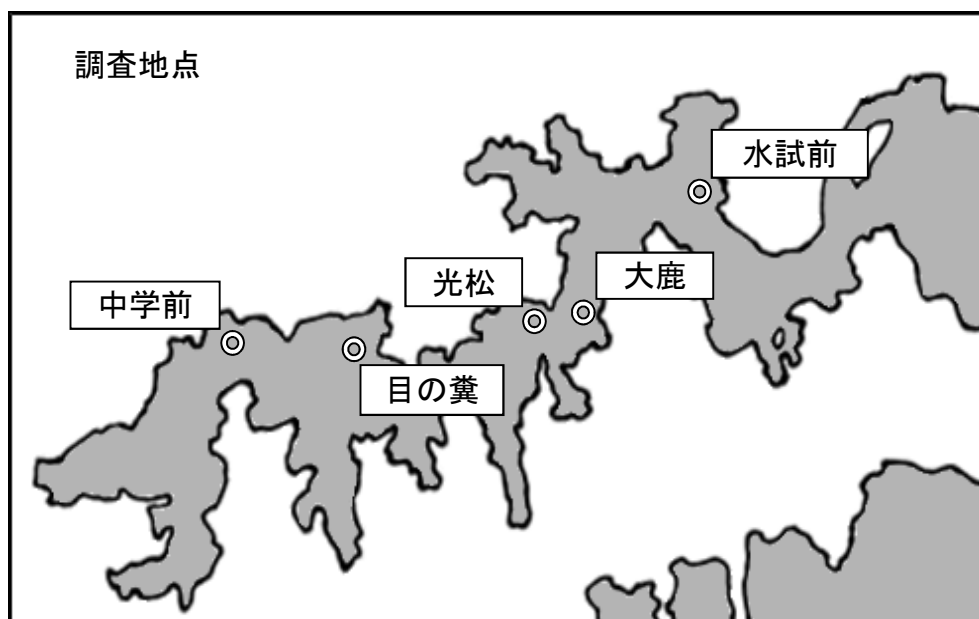 調査地点
水試前
大鹿
光松
中学前
目の糞